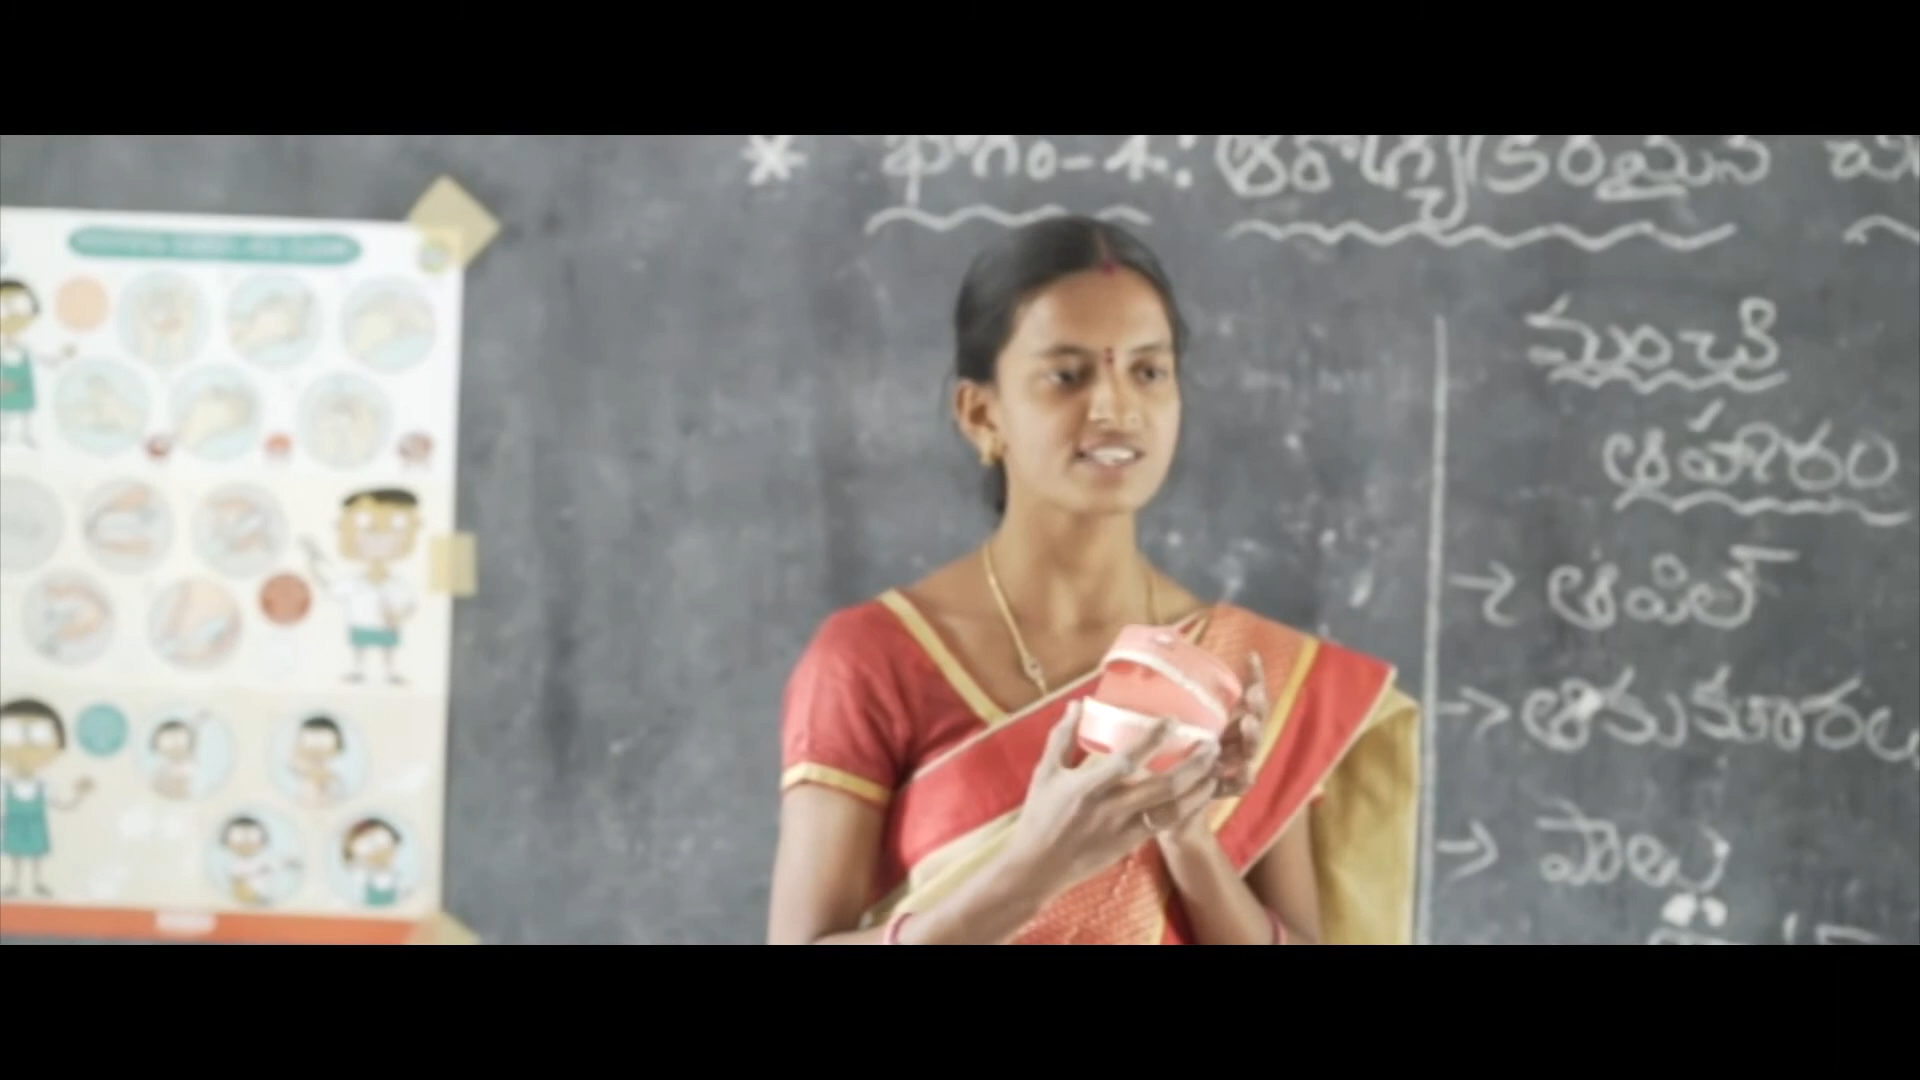 * భాగం-1: ఆరోగ్యకరమైన
మంచి
ఆహారం
→ ఆపిల్
→ ఆకుకూరలు
→ పాలు